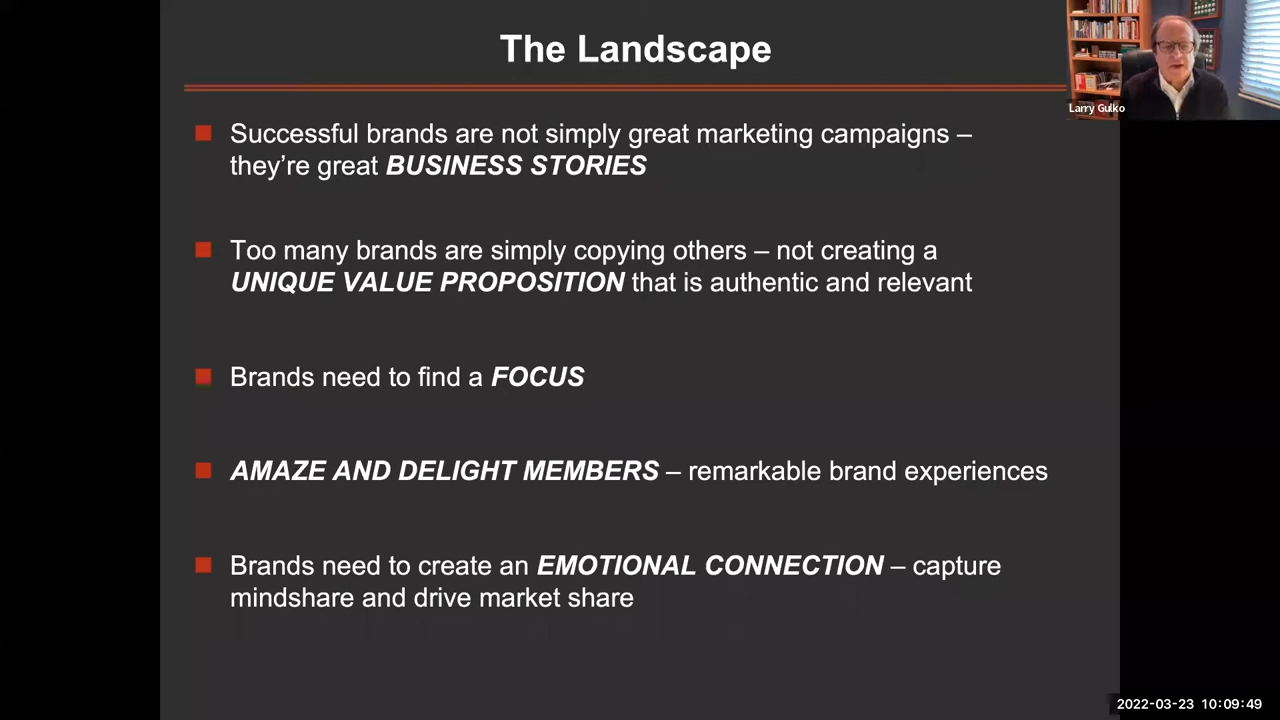 The Landscape
Larry Gulko
Successful brands are not simply great marketing campaigns –
they’re great BUSINESS STORIES
Too many brands are simply copying others – not creating a
UNIQUE VALUE PROPOSITION that is authentic and relevant
Brands need to find a FOCUS
AMAZE AND DELIGHT MEMBERS – remarkable brand experiences
Brands need to create an EMOTIONAL CONNECTION – capture
mindshare and drive market share
2022-03-23 10:09:49